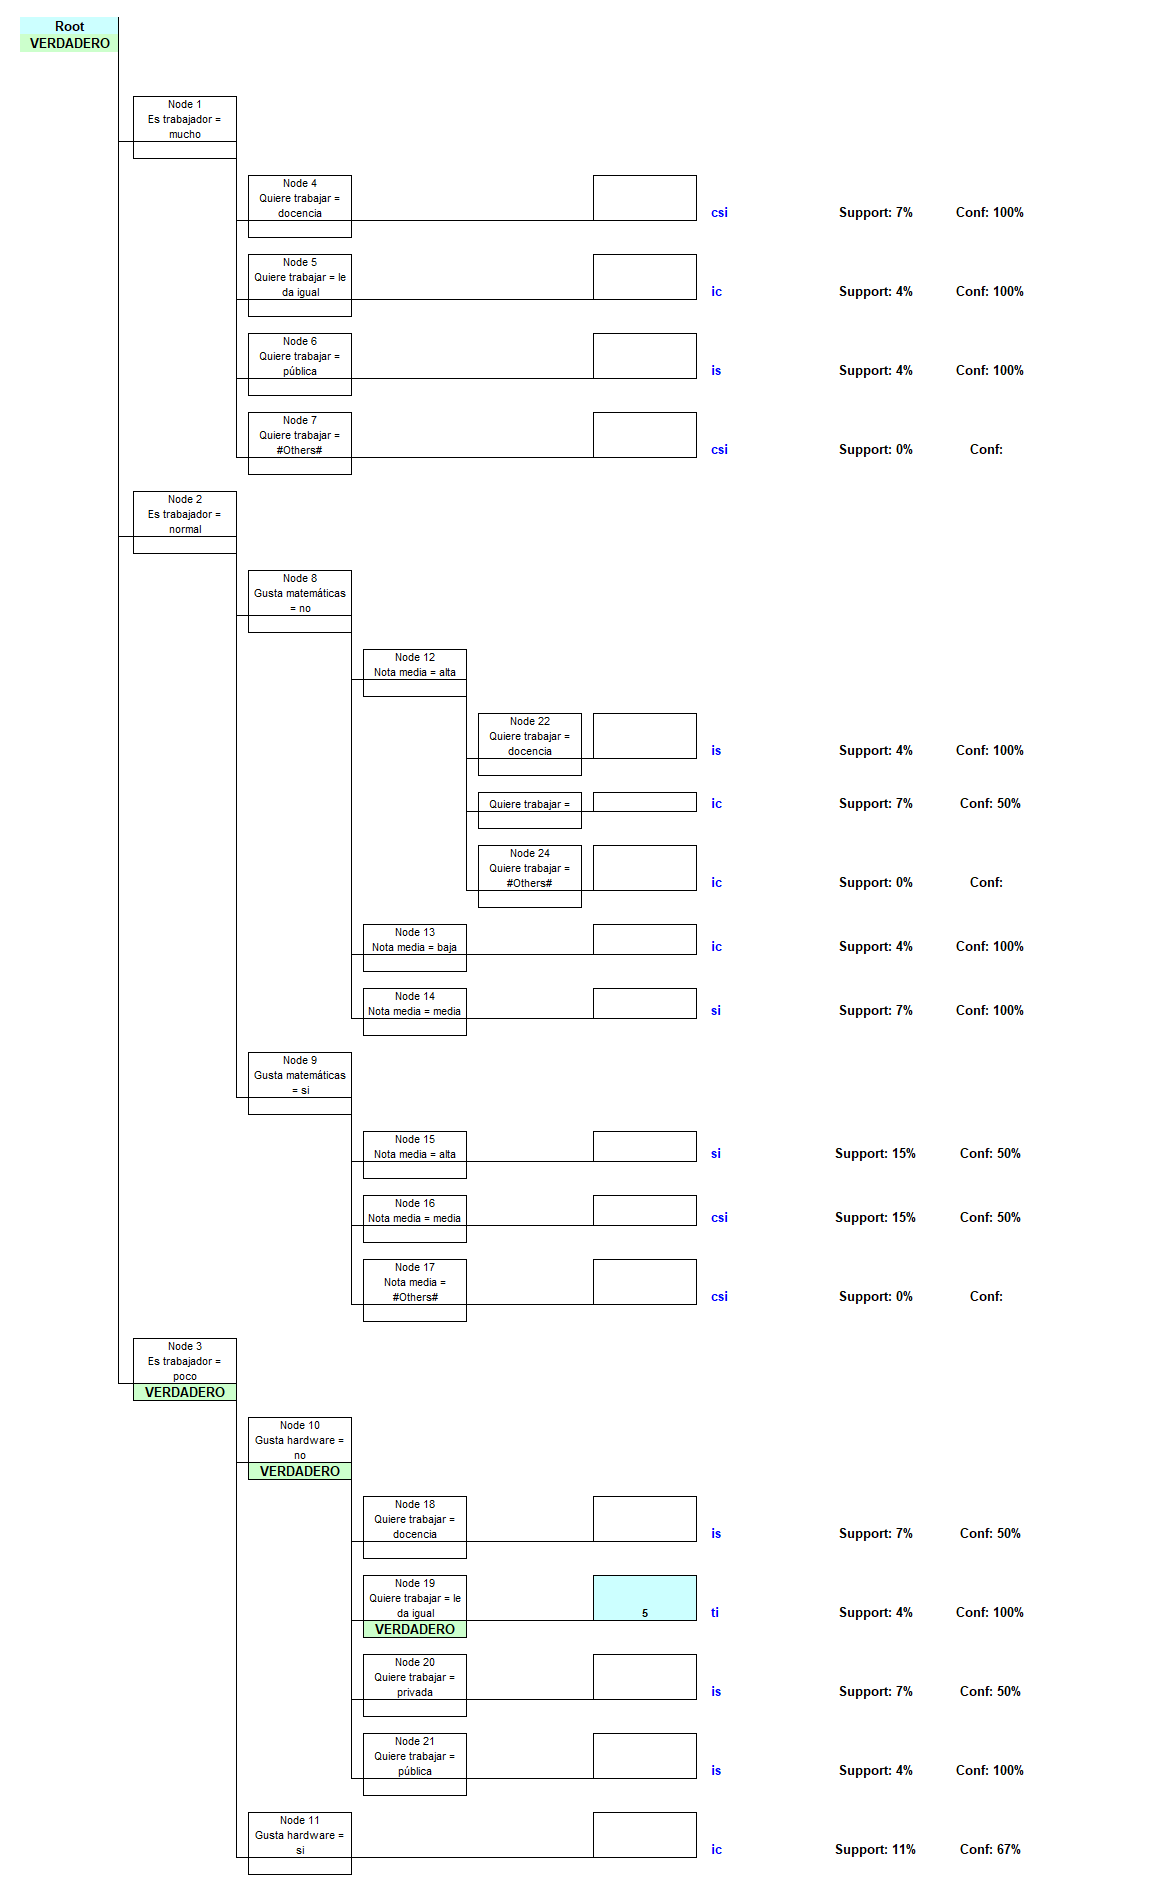 Root
VERDADERO
Node 1
Es trabajador =
mucho
Node 4
Quiere trabajar =
docencia
csi Support: 7% Conf: 100%
Node 5
Quiere trabajar = le
da igual
ic Support: 4% Conf: 100%
Node 6
Quiere trabajar =
pública
is Support: 4% Conf: 100%
Node 7
Quiere trabajar =
#Others#
csi Support: 0% Conf:
Node 2
Es trabajador =
normal
Node 8
Gusta matemáticas
= no
Node 12
Nota media = alta
Node 22
Quiere trabajar =
docencia
is Support: 4% Conf: 100%
Quiere trabajar =
ic Support: 7% Conf: 50%
Node 24
Quiere trabajar =
#Others#
ic Support: 0% Conf:
Node 13
Nota media = baja
ic Support: 4% Conf: 100%
Node 14
Nota media = media
si Support: 7% Conf: 100%
Node 9
Gusta matemáticas
= si
Node 15
Nota media = alta
si Support: 15% Conf: 50%
Node 16
Nota media = media
csi Support: 15% Conf: 50%
Node 17
Nota media =
#Others#
csi Support: 0% Conf:
Node 3
Es trabajador =
poco
VERDADERO
Node 10
Gusta hardware =
no
VERDADERO
Node 18
Quiere trabajar =
docencia
is Support: 7% Conf: 50%
Node 19
Quiere trabajar = le
da igual
5 ti Support: 4% Conf: 100%
VERDADERO
Node 20
Quiere trabajar =
privada
is Support: 7% Conf: 50%
Node 21
Quiere trabajar =
pública
is Support: 4% Conf: 100%
Node 11
Gusta hardware =
si
ic Support: 11% Conf: 67%